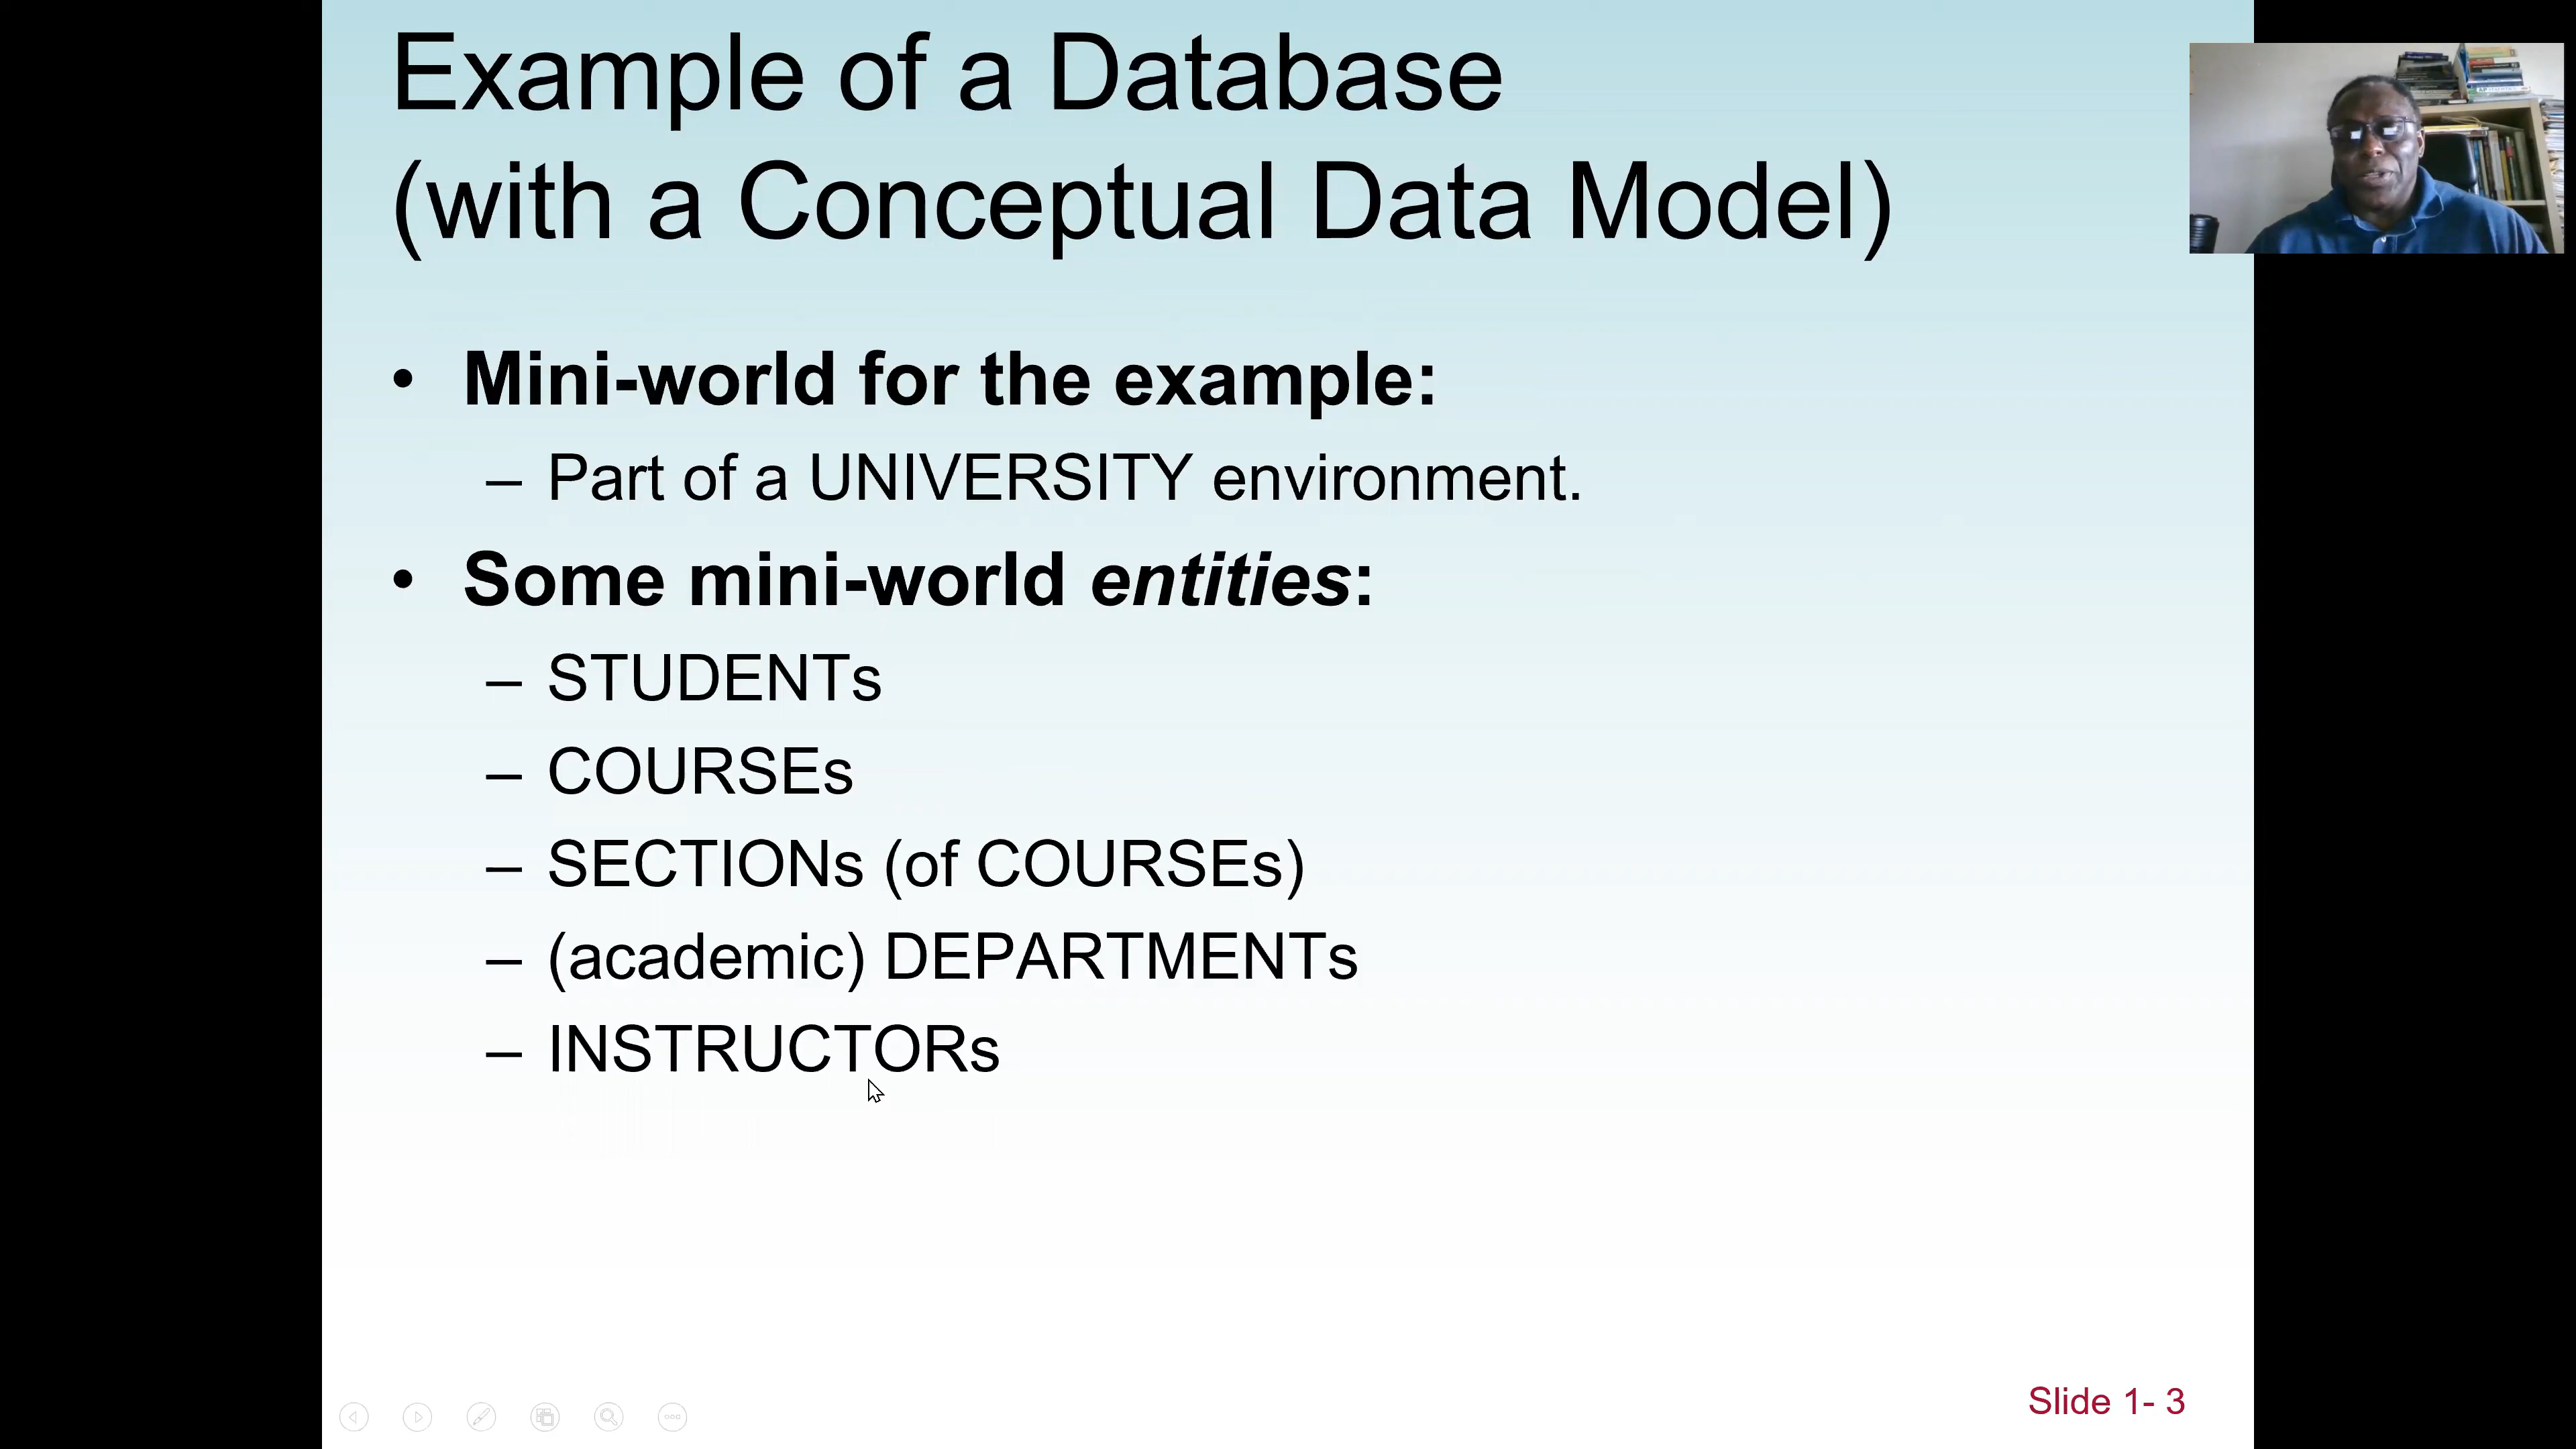 Example of a Database
(with a Conceptual Data Model)
• Mini-world for the example:
– Part of a UNIVERSITY environment.
• Some mini-world entities:
– STUDENTs
– COURSEs
– SECTIONs (of COURSEs)
– (academic) DEPARTMENTs
– INSTRUCTORs
Slide 1- 3